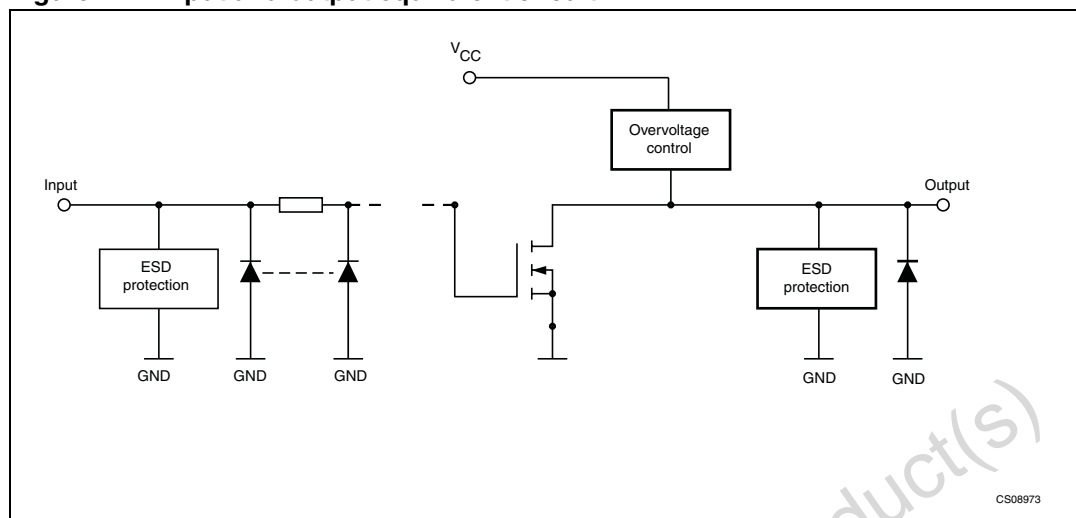 V_CC
Overvoltage
control
Input
Output
ESD
protection
ESD
protection
GND
GND
GND
GND
GND
CS08973